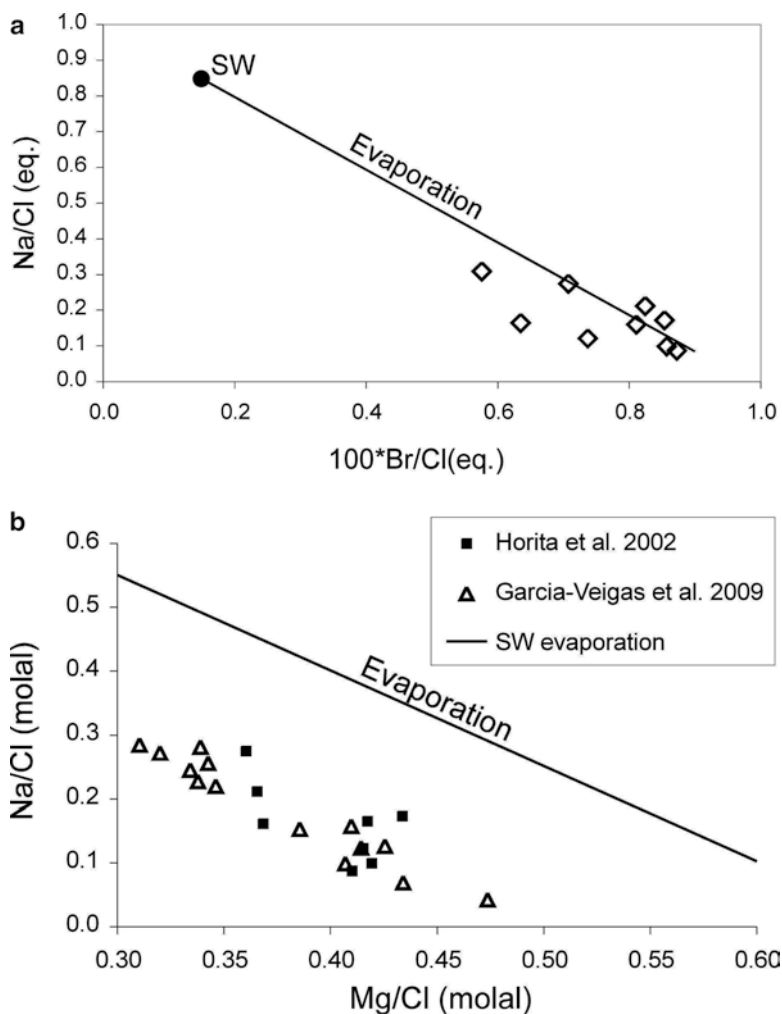 a
1.0
0.9
0.8
0.7
0.6
0.5
0.4
0.3
0.2
0.1
0.0
Na/Cl (eq.)
SW
Evaporation
0.0 0.2 0.4 0.6 0.8 1.0
100*Br/Cl(eq.)
b
0.6
0.5
0.4
0.3
0.2
0.1
0.0
Na/Cl (molal)
Horita et al. 2002
Garcia-Veigas et al. 2009
SW evaporation
Evaporation
0.30 0.35 0.40 0.45 0.50 0.55 0.60
Mg/Cl (molal)